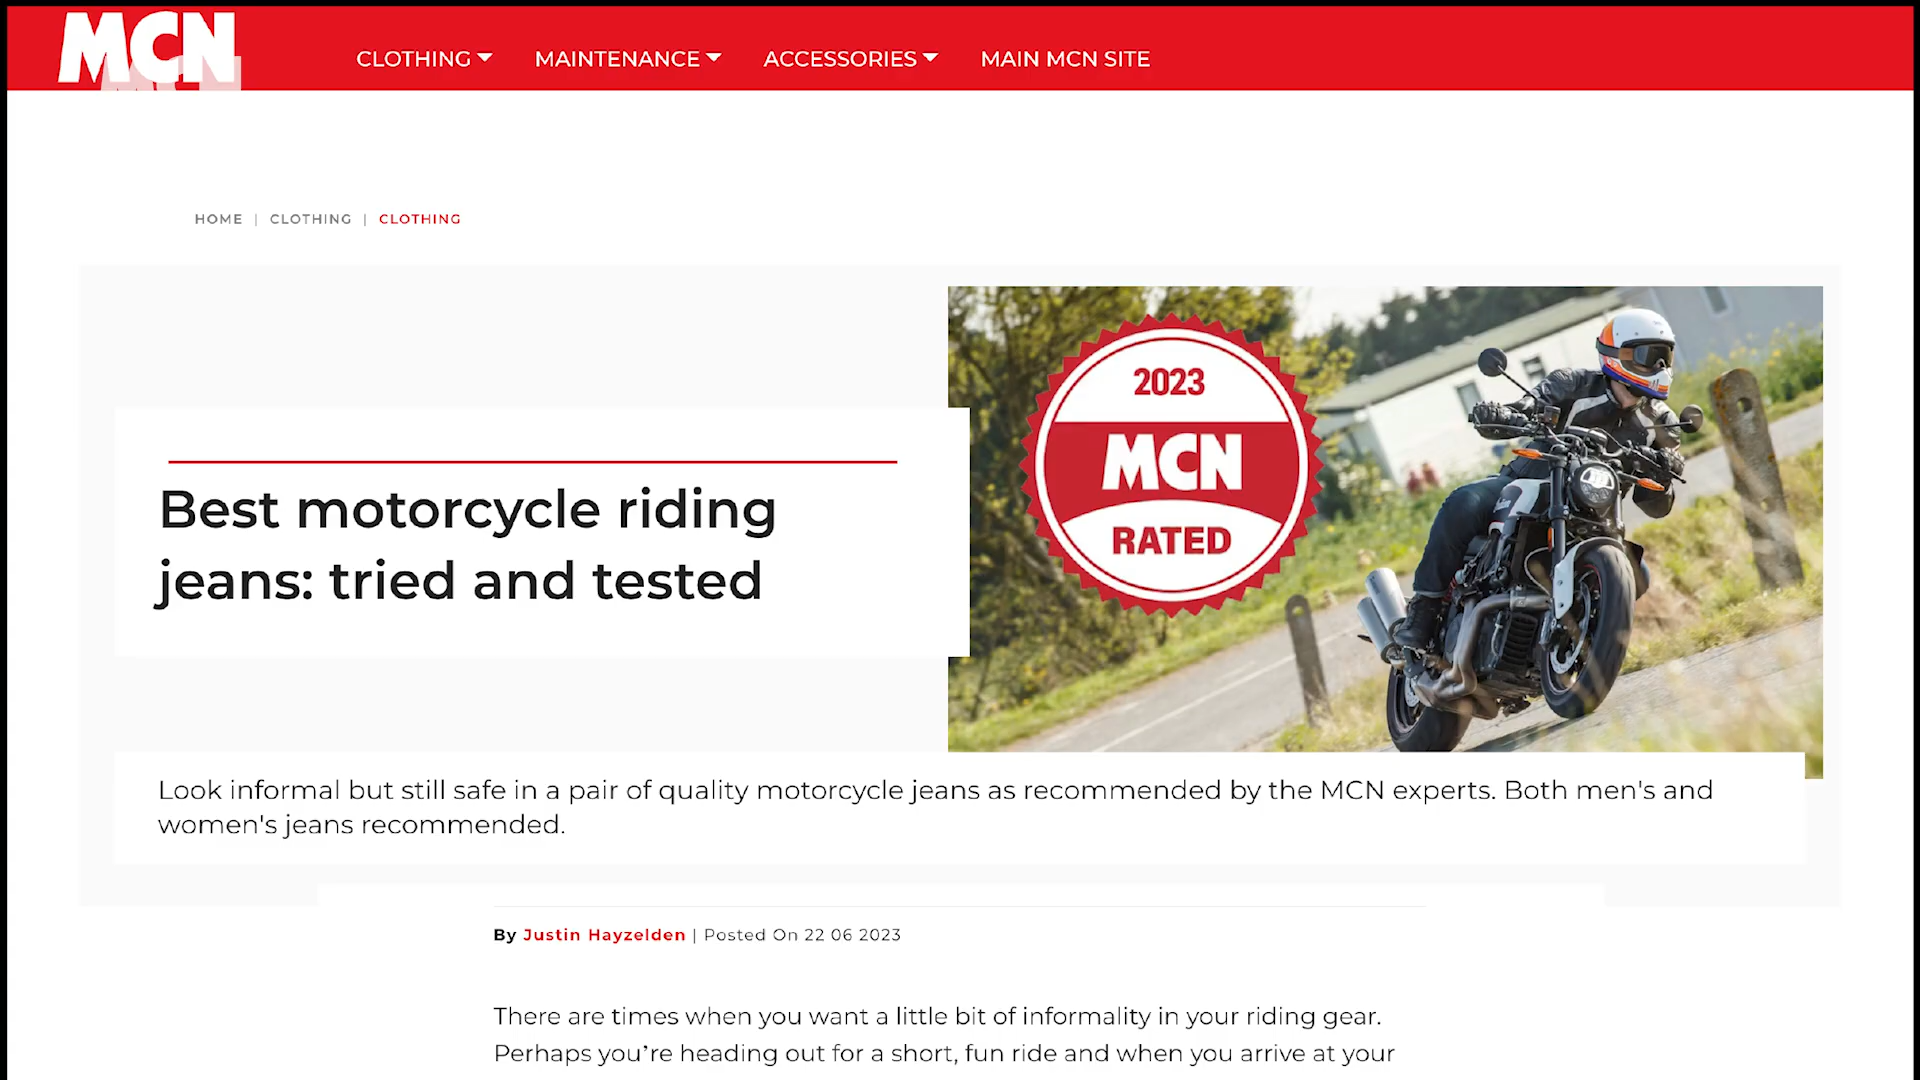 MCN
CLOTHING MAINTENANCE ACCESSORIES MAIN MCN SITE
HOME | CLOTHING | CLOTHING
2023
MCN
RATED
Best motorcycle riding
jeans: tried and tested
Look informal but still safe in a pair of quality motorcycle jeans as recommended by the MCN experts. Both men's and
women's jeans recommended.
By Justin Hayzelden | Posted On 22 06 2023
There are times when you want a little bit of informality in your riding gear.
Perhaps you’re heading out for a short, fun ride and when you arrive at your